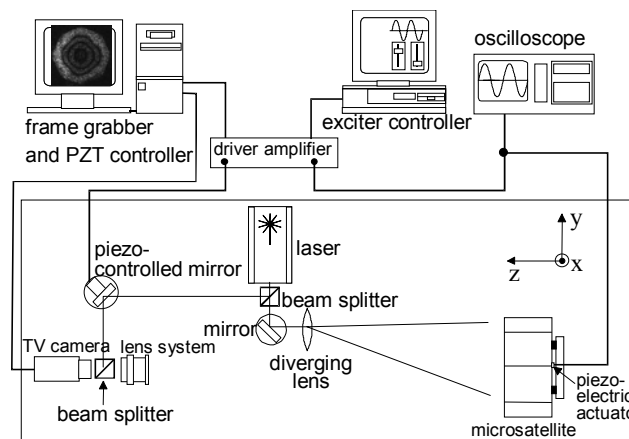 oscilloscope
frame grabber
and PZT controller
exciter controller
driver amplifier
piezo-
controlled mirror
laser
y
z
x
beam splitter
mirror
TV camera
lens system
diverging
lens
beam splitter
piezo-
electric
actuato
microsatellite